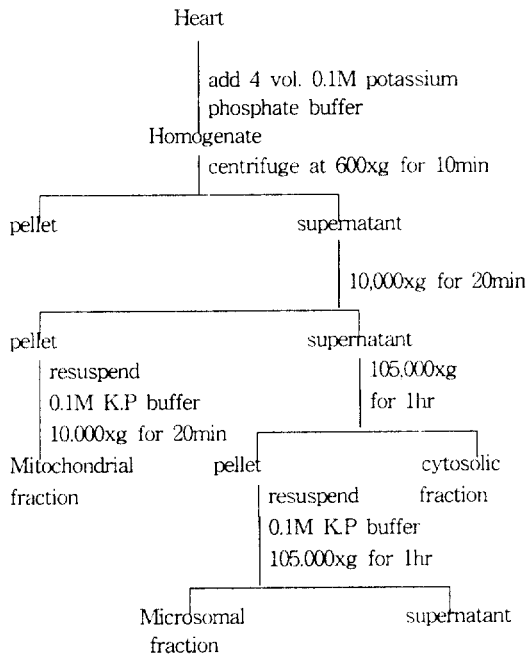 Heart
add 4 vol. 0.1M potassium
phosphate buffer
Homogenate
centrifuge at 600xg for 10min
pellet supernatant
10,000xg for 20min
pellet supernatant
resuspend 105,000xg
0.1M K.P buffer for 1hr
10.000xg for 20min
Mitochondrial pellet cytosolic
fraction fraction
resuspend
0.1M K.P buffer
105.000xg for 1hr
Microsomal supernatant
fraction